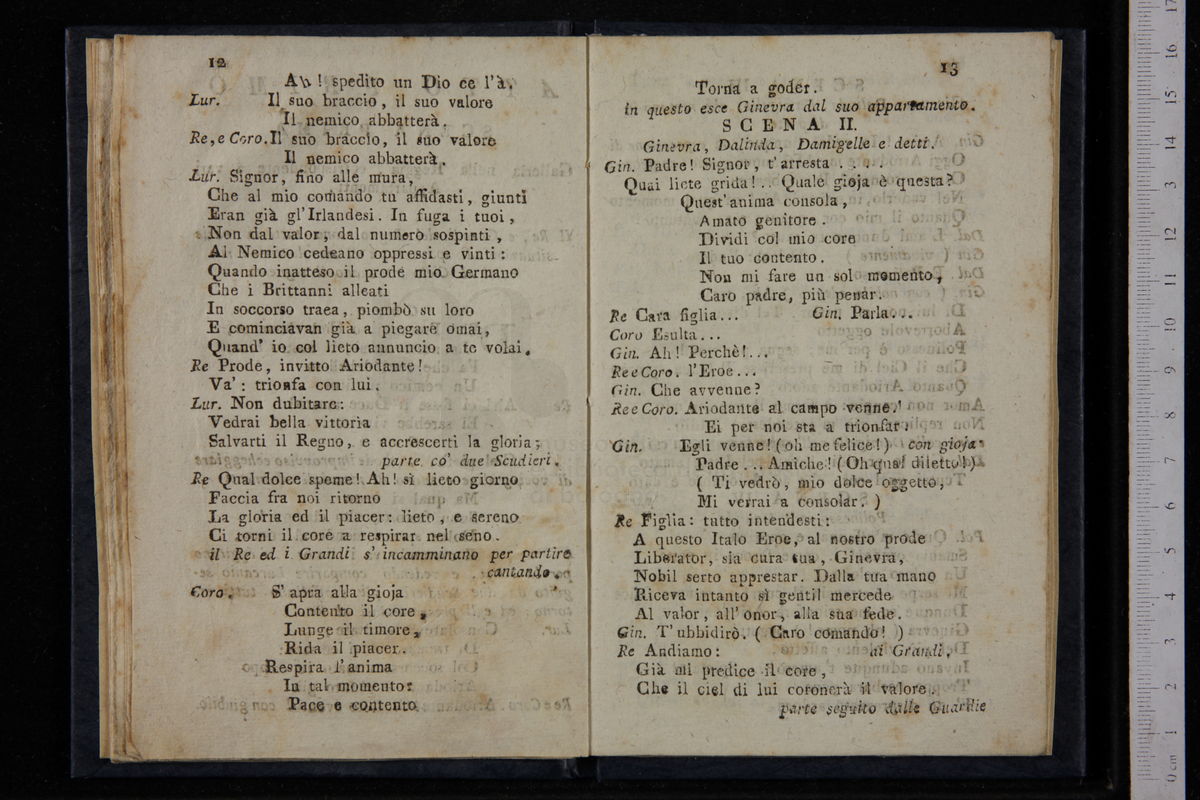 12
Ah! spedito un Dio ce l'à.
Lur. Il suo braccio, il suo valore
Il nemico abbatterà.
Re, e Coro. Il suo braccio, il suo valore
Il nemico abbatterà.
Lur. Signor, fino alle mura,
Che al mio comando tu affidasti, giunti
Eran già gl'Irlandesi. In fuga i tuoi,
Non dal valor, dal numero sospinti,
Al Nemico cedeano oppressi e vinti:
Quando inatteso il prode mio Germano
Che i Brittanni alleati
In soccorso traea, piombò su loro
E cominciavan già a piegare omai,
Quand' io col lieto annuncio a te volai.
Re Prode, invitto Ariodante!
Va': trionfa con lui.
Lur. Non dubitare:
Vedrai bella vittoria
Salvarti il Regno, e accrescerti la gloria;
parte co' due Scudieri.
Re Qual dolce speme! Ah! sì lieto giorno
Faccia fra noi ritorno
La gloria ed il piacer: lieto, e sereno
Ci torni il core a respirar nel seno.
il Re ed i Grandi s' incamminano per partire
cantando.
Coro. S' apra alla gioja
Contento il core,
Lunge il timore,
Rida il piacer.
Respira l'anima
In tal momento:
Pace e contento
13
Torna a goder.
in questo esce Ginevra dal suo appartamento.
SCENA II.
Ginevra, Dalinda, Damigelle e detti.
Gin. Padre! Signor, t'arresta . . . .
Quai liete grida!.. Quale gioja è questa?
Quest'anima consola,
Amato genitore.
Dividi col mio core
Il tuo contento.
Non mi fare un sol momento,
Caro padre, più penar.
Re Cara figlia... Gin. Parla...
Coro Esulta...
Gin. Ah! Perchè!...
Re e Coro. l'Eroe...
Gin. Che avvenne?
Re e Coro. Ariodante al campo venne.
Ei per noi sta a trionfar.
Gin. Egli venne! (oh me felice!) con gioja
Padre... Amiche! (Oh qual diletto!)
( Ti vedrò, mio dolce oggetto,
Mi verrai a consolar. )
Re Figlia: tutto intendesti:
A questo Italo Eroe, al nostro prode
Liberator, sia cura tua, Ginevra,
Nobil serto apprestar. Dalla tua mano
Riceva intanto sì gentil mercede
Al valor, all' onor, alla sua fede.
Gin. T'ubbidirò. ( Caro comando! )
Re Andiamo: ai Grandi.
Già mi predice il core,
Che il ciel di lui coronerà il valore.
parte seguito dalle Guardie